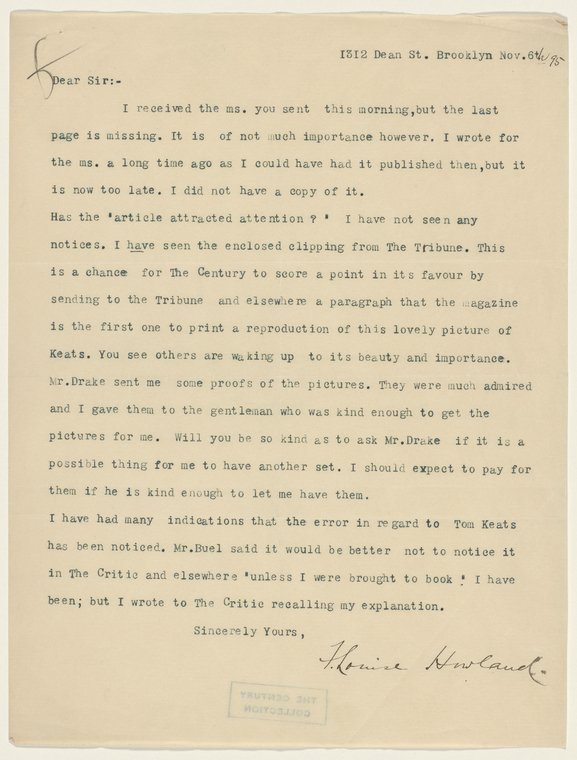 1312 Dean St. Brooklyn Nov. 6th/95
Dear Sir:-
I received the ms. you sent this morning,but the last
page is missing. It is of not much importance however. I wrote for
the ms. a long time ago as I could have had it published then,but it
is now too late. I did not have a copy of it.
Has the "article attracted attention ? " I have not seen any
notices. I have seen the enclosed clipping from The Tribune. This
is a chance for The Century to score a point in its favour by
sending to the Tribune and elsewhere a paragraph that the magazine
is the first one to print a reproduction of this lovely picture of
Keats. You see others are waking up to its beauty and importance.
Mr.Drake sent me some proofs of the pictures. They were much admired
and I gave them to the gentleman who was kind enough to get the
pictures for me. Will you be so kind as to ask Mr.Drake if it is a
possible thing for me to have another set. I should expect to pay for
them if he is kind enough to let me have them.
I have had many indications that the error in regard to Tom Keats
has been noticed. Mr.Buel said it would be better not to notice it
in The Critic and elsewhere "unless I were brought to book ." I have
been; but I wrote to The Critic recalling my explanation.
Sincerely Yours,
F. Louise Howland.
THE CENTURY
COLLECTION